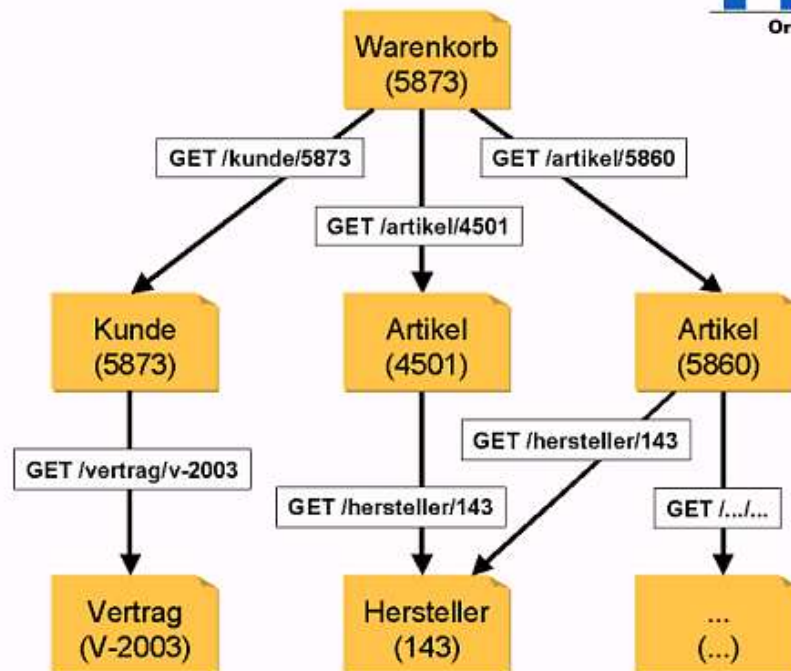 Or
Warenkorb
(5873)
GET /kunde/5873
GET /artikel/5860
GET /artikel/4501
Kunde
(5873)
Artikel
(4501)
Artikel
(5860)
GET /hersteller/143
GET /vertrag/v-2003
GET /hersteller/143
GET /.../...
Vertrag
(V-2003)
Hersteller
(143)
...
(...)